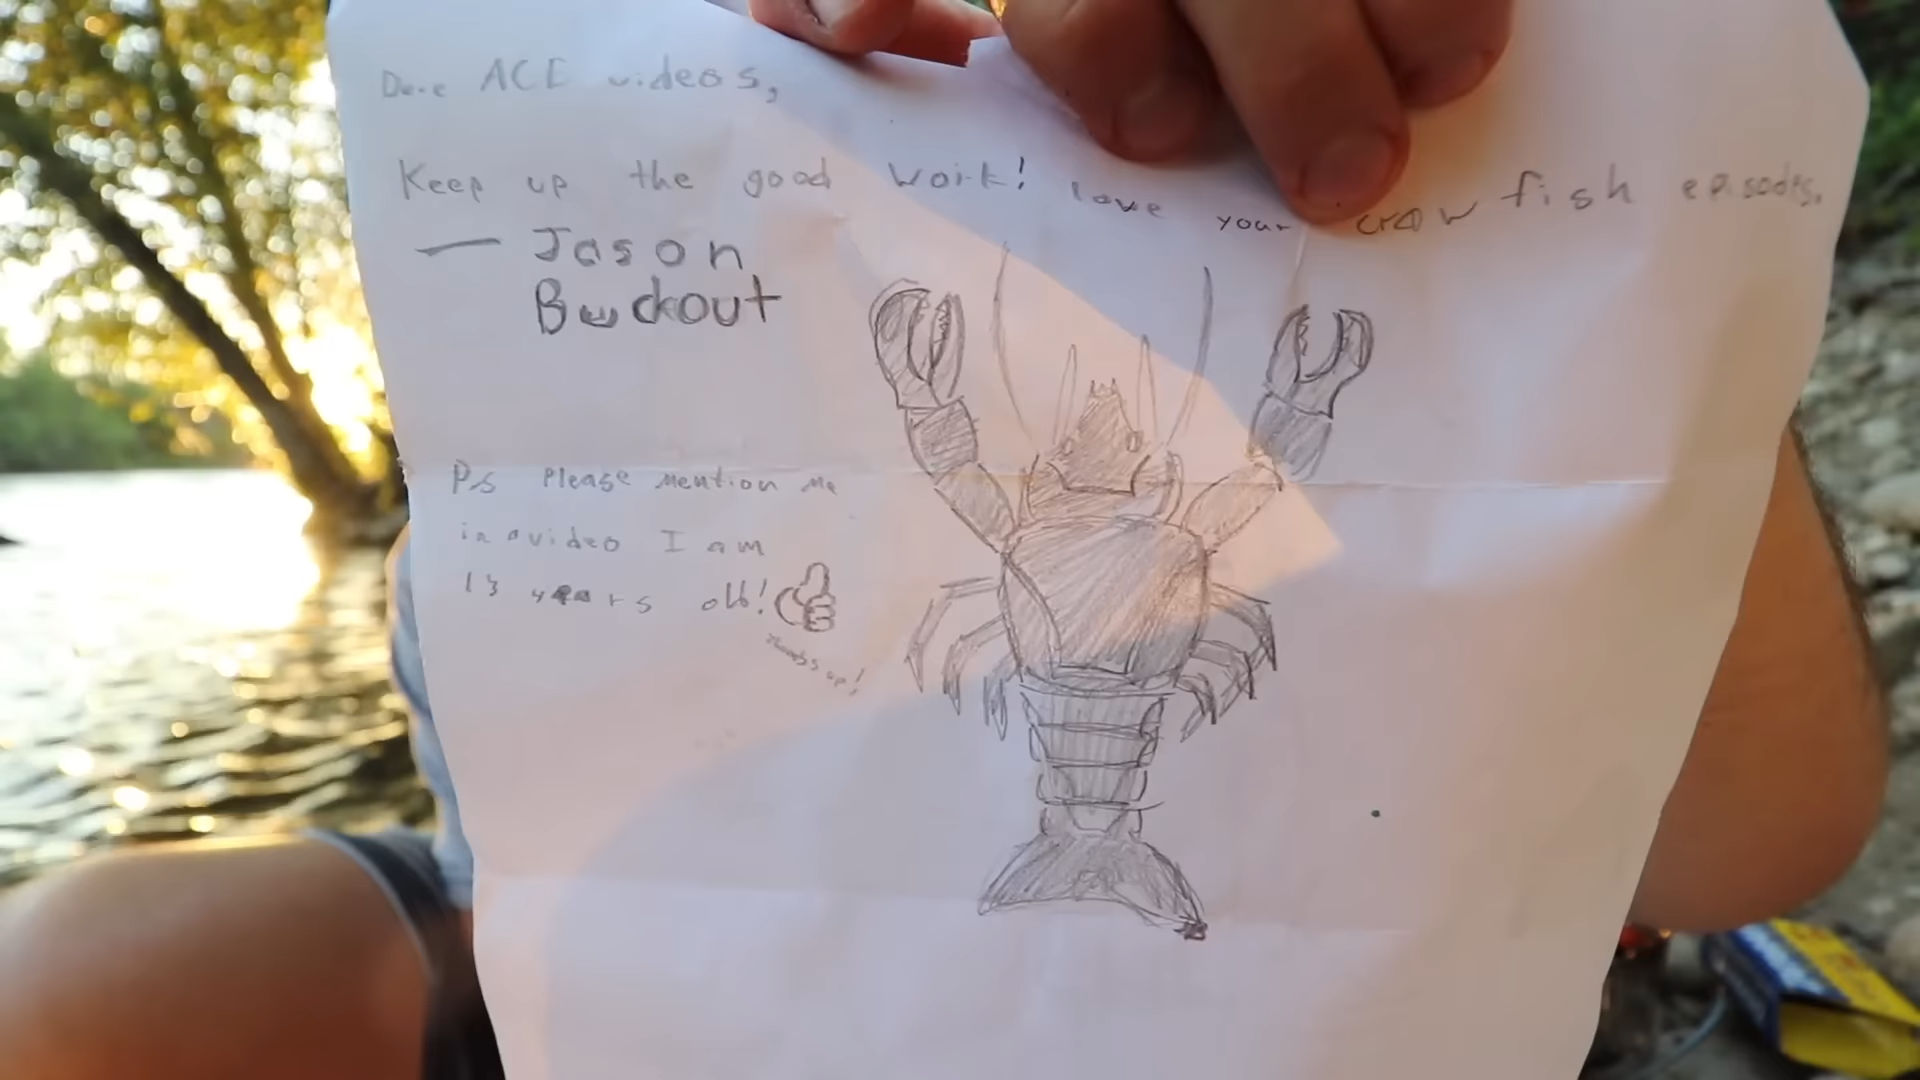 Dere ACE videos,
Keep up the good work! love your crawfish episodes.
— Jason
Buckout
Ps Please mention me
in a video I am
13 years old!
thumbs up!